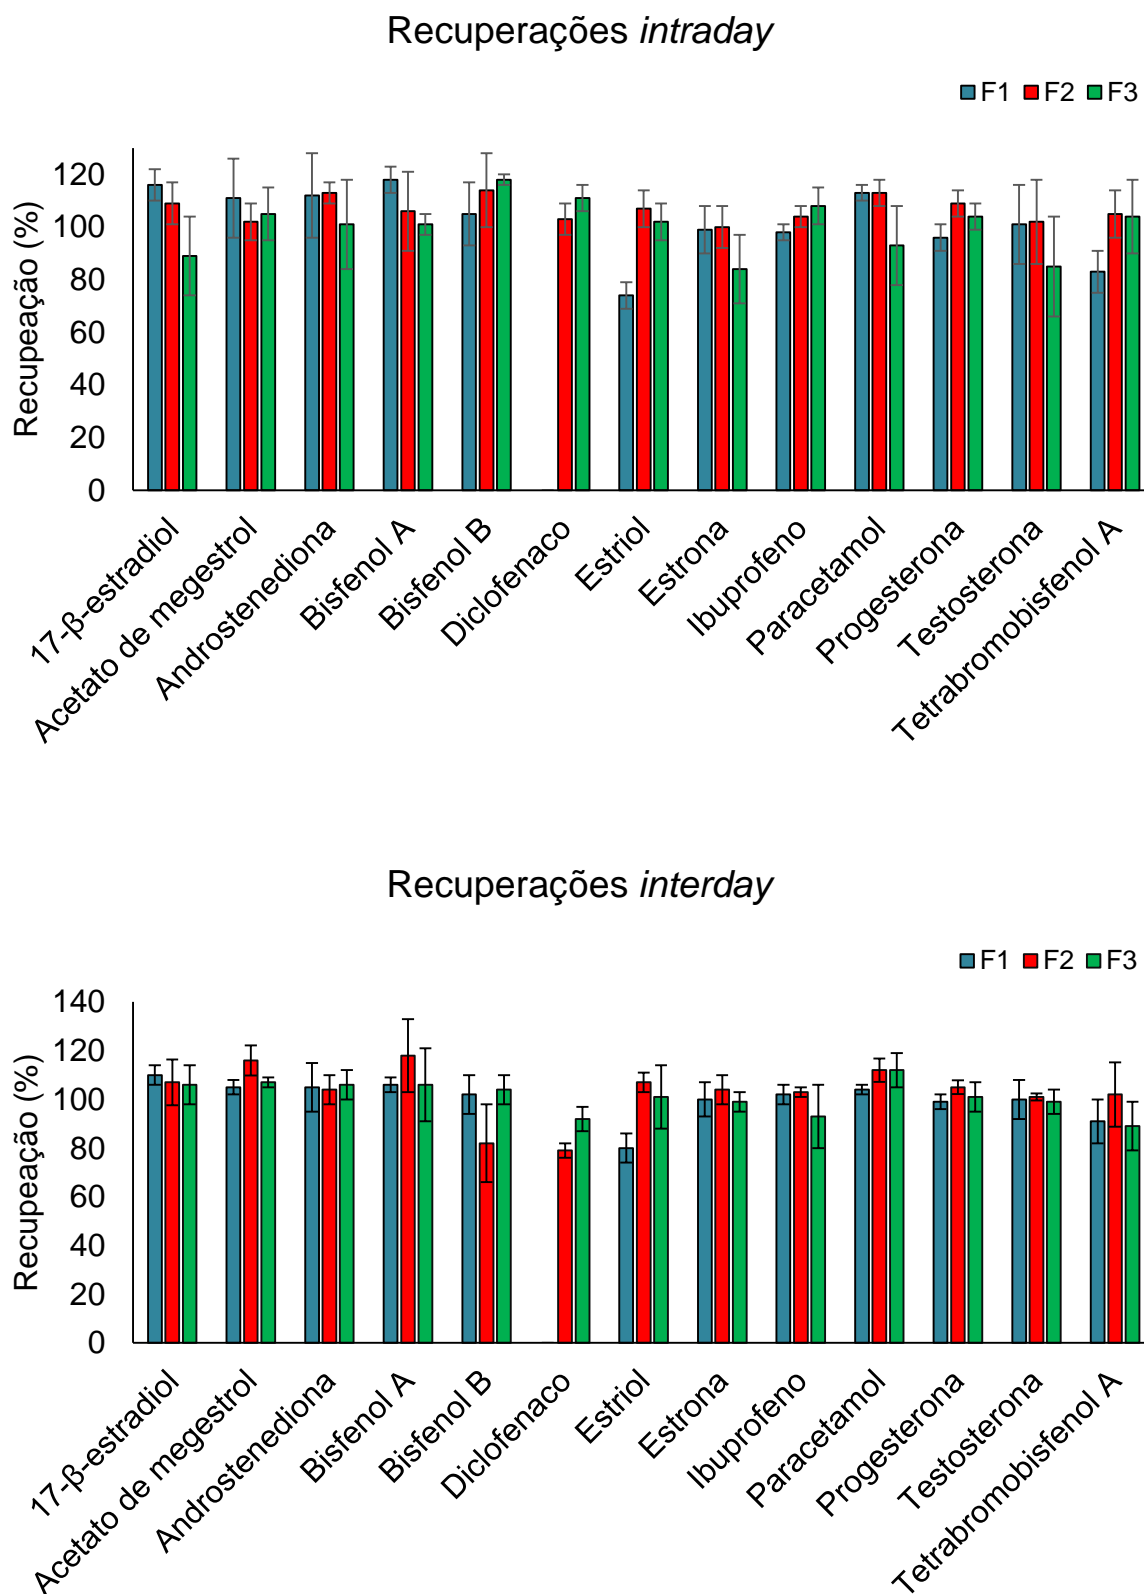 Recuperações intraday
F1 F2 F3
Recupeação (%)
120
100
80
60
40
20
0
17-β-estradiol
Acetato de megestrol
Androstenediona
Bisfenol A
Bisfenol B
Diclofenaco
Estriol
Estrona
Ibuprofeno
Paracetamol
Progesterona
Testosterona
Tetrabromobisfenol A
Recuperações interday
F1 F2 F3
Recupeação (%)
140
120
100
80
60
40
20
0
17-β-estradiol
Acetato de megestrol
Androstenediona
Bisfenol A
Bisfenol B
Diclofenaco
Estriol
Estrona
Ibuprofeno
Paracetamol
Progesterona
Testosterona
Tetrabromobisfenol A